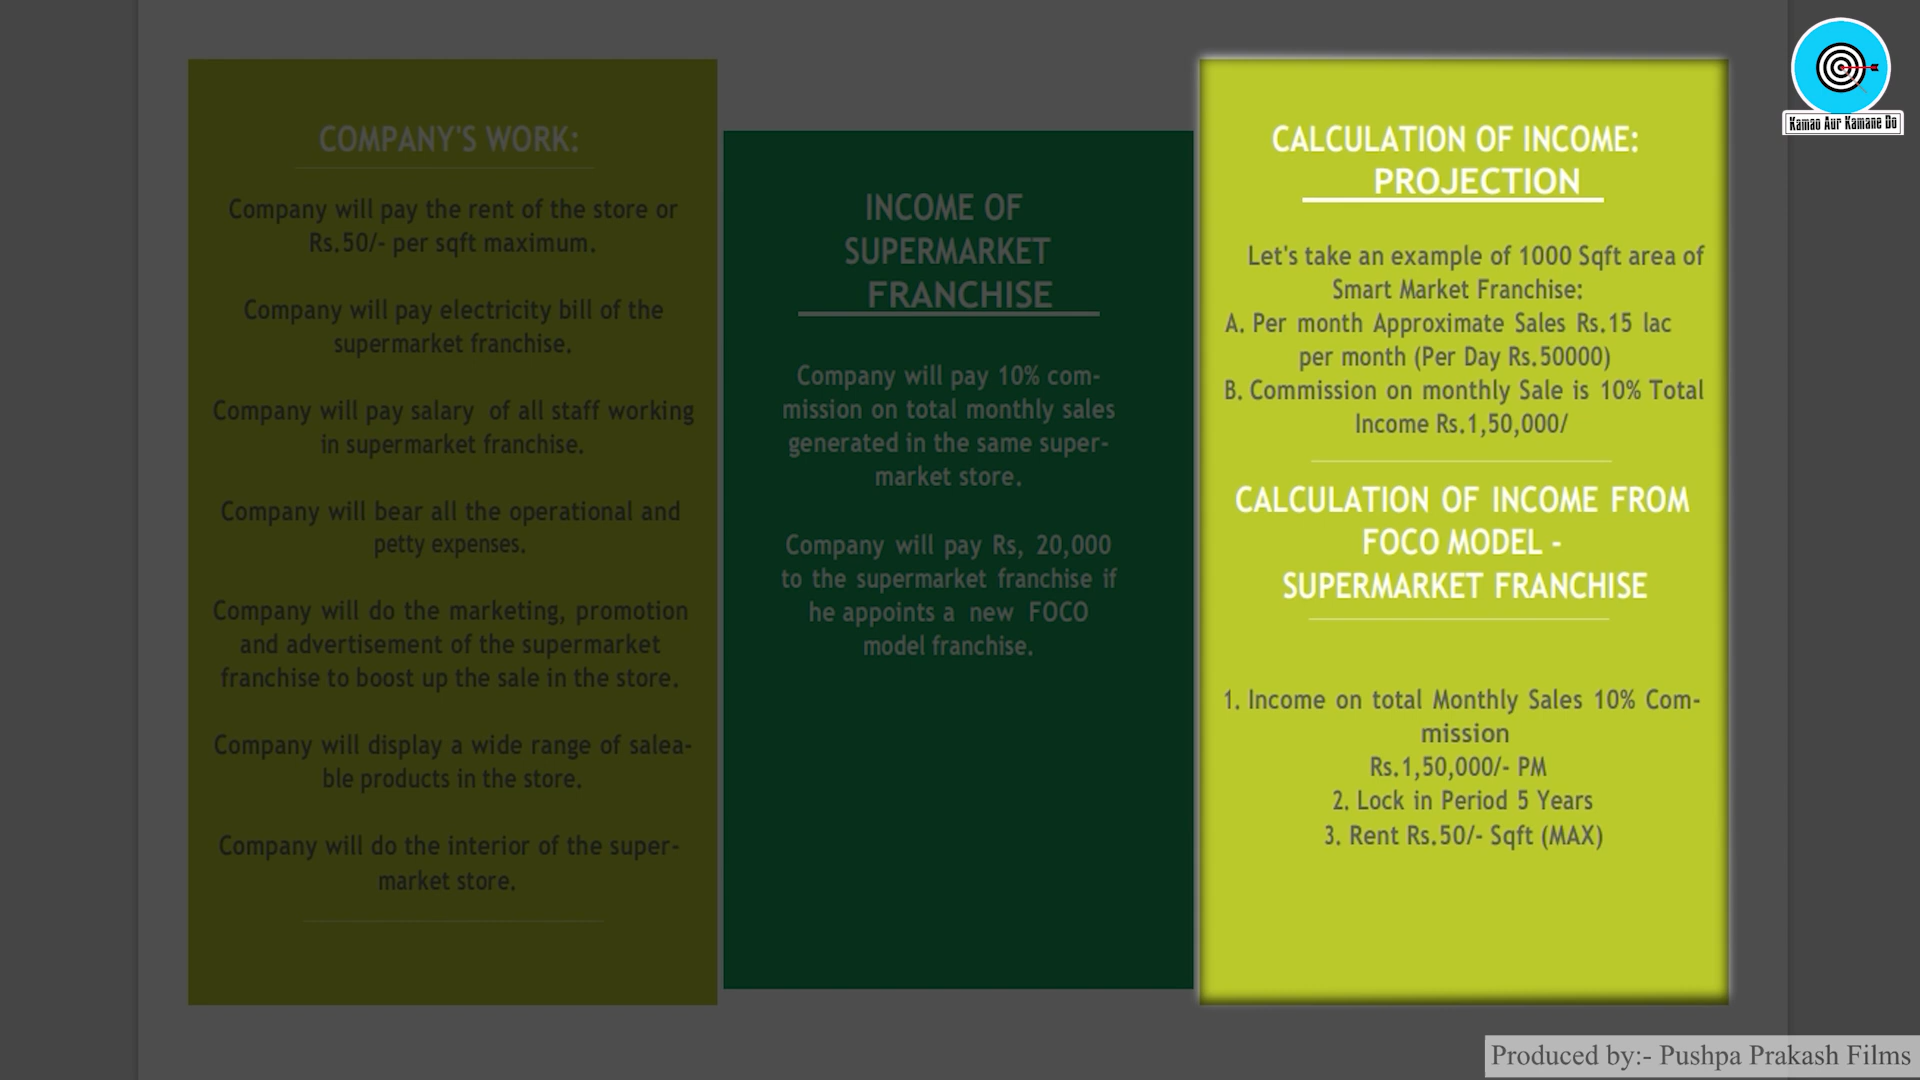 COMPANY'S WORK:
Company will pay the rent of the store or
Rs.50/- per sqft maximum.
Company will pay electricity bill of the
supermarket franchise.
Company will pay salary of all staff working
in supermarket franchise.
Company will bear all the operational and
petty expenses.
Company will do the marketing, promotion
and advertisement of the supermarket
franchise to boost up the sale in the store.
Company will display a wide range of salea-
ble products in the store.
Company will do the interior of the super-
market store.
INCOME OF
SUPERMARKET
FRANCHISE
Company will pay 10% com-
mission on total monthly sales
generated in the same super-
market store.
Company will pay Rs, 20,000
to the supermarket franchise if
he appoints a new FOCO
model franchise.
CALCULATION OF INCOME:
PROJECTION
Let's take an example of 1000 Sqft area of
Smart Market Franchise:
A. Per month Approximate Sales Rs.15 lac
per month (Per Day Rs.50000)
B. Commission on monthly Sale is 10% Total
Income Rs.1,50,000/
CALCULATION OF INCOME FROM
FOCO MODEL -
SUPERMARKET FRANCHISE
1. Income on total Monthly Sales 10% Com-
mission
Rs.1,50,000/- PM
2. Lock in Period 5 Years
3. Rent Rs.50/- Sqft (MAX)
Kamao Aur Kamane Do
Produced by:- Pushpa Prakash Films